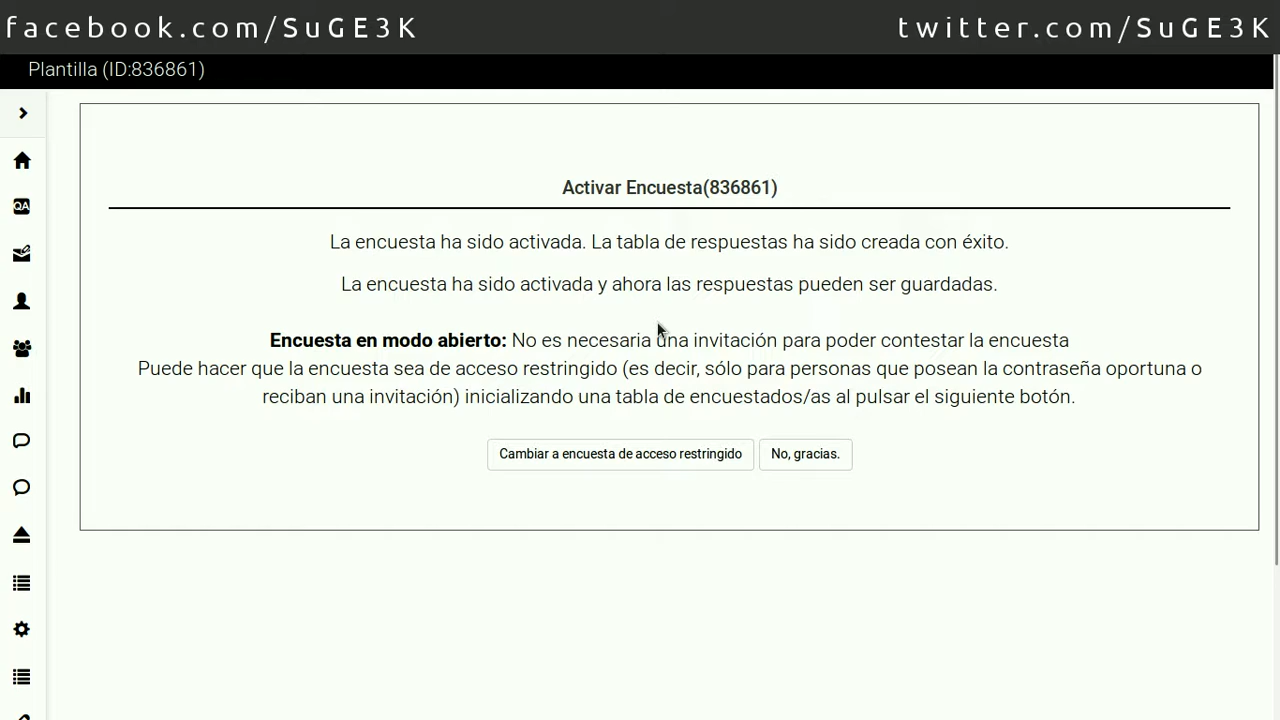 facebook.com/SuGE3K
twitter.com/SuGE3K
Plantilla (ID:836861)
QA
Activar Encuesta(836861)
La encuesta ha sido activada. La tabla de respuestas ha sido creada con éxito.
La encuesta ha sido activada y ahora las respuestas pueden ser guardadas.
Encuesta en modo abierto: No es necesaria una invitación para poder contestar la encuesta
Puede hacer que la encuesta sea de acceso restringido (es decir, sólo para personas que posean la contraseña oportuna o
reciban una invitación) inicializando una tabla de encuestados/as al pulsar el siguiente botón.
Cambiar a encuesta de acceso restringido
No, gracias.